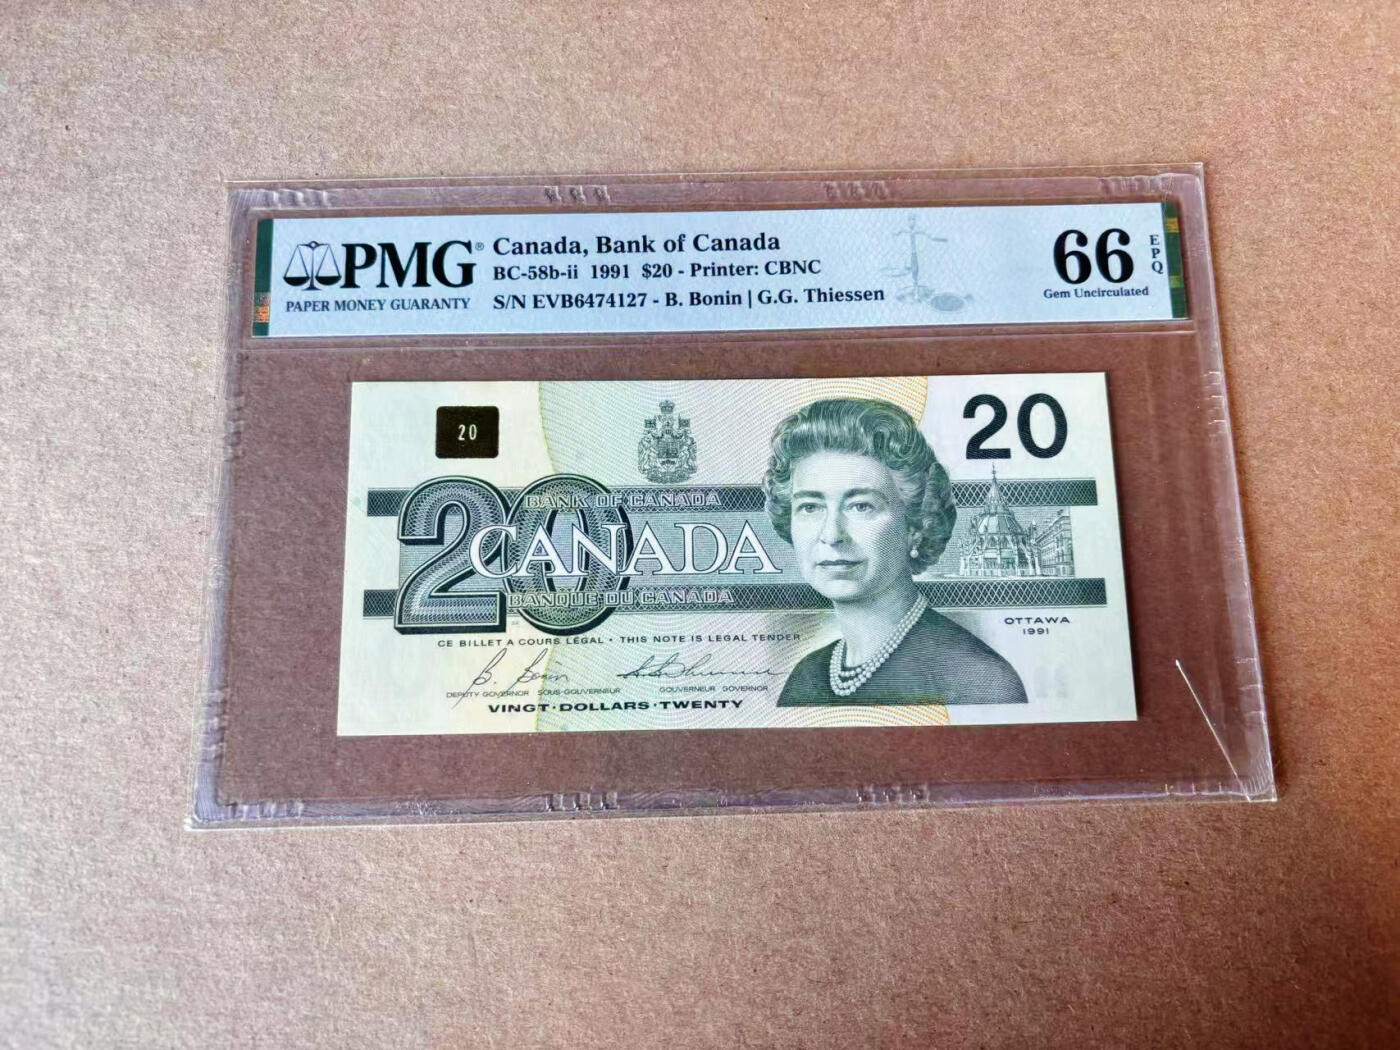 PMG®
PAPER MONEY GUARANTY
Canada, Bank of Canada
BC-58b-ii 1991 $20 - Printer: CBNC
S/N EVB6474127 - B. Bonin | G.G. Thiessen
66
EPQ
Gem Uncirculated
20
20
BANK OF CANADA
20
CANADA
BANQUE DU CANADA
OTTAWA
1991
CE BILLET A COURS LÉGAL • THIS NOTE IS LEGAL TENDER
B. Bonin
DEPUTY GOVERNOR SOUS-GOUVERNEUR
GOUVERNEUR GOVERNOR
VINGT·DOLLARS·TWENTY